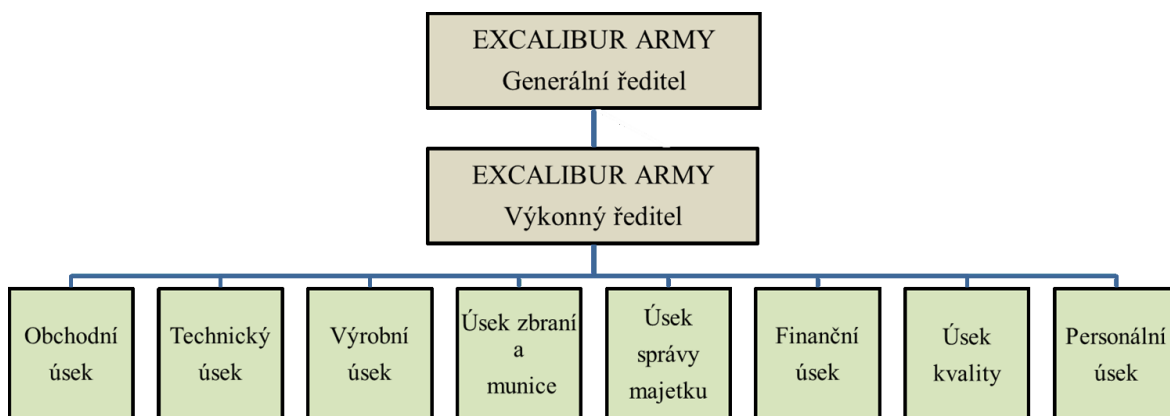 EXCALIBUR ARMY
Generální ředitel
EXCALIBUR ARMY
Výkonný ředitel
Obchodní
úsek
Technický
úsek
Výrobní
úsek
Úsek zbraní
a
munice
Úsek
správy
majetku
Finanční
úsek
Úsek
kvality
Personální
úsek